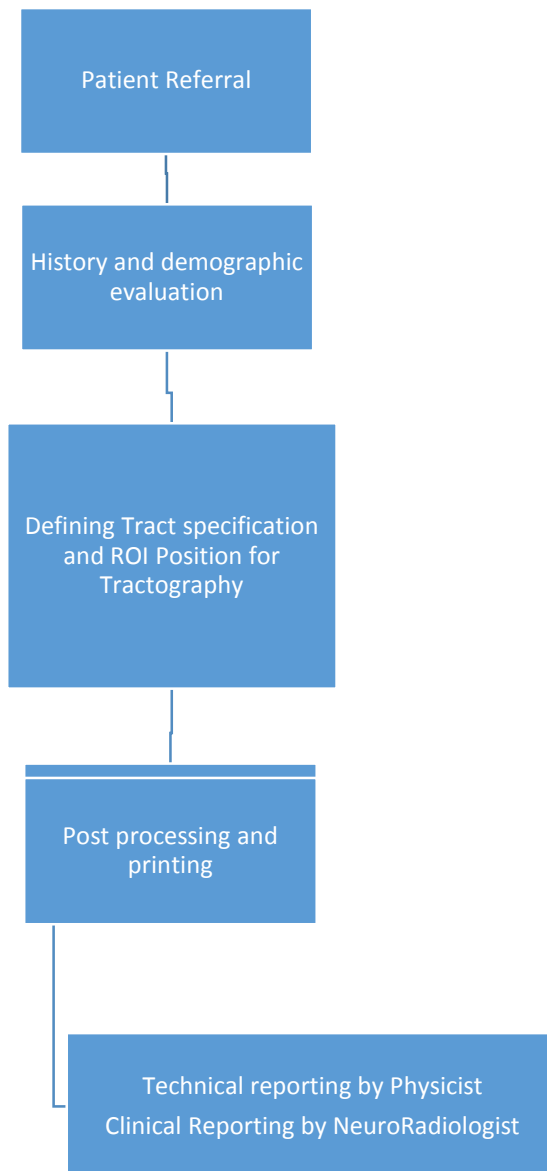 Patient Referral
History and demographic
evaluation
Defining Tract specification
and ROI Position for
Tractography
Post processing and
printing
Technical reporting by Physicist
Clinical Reporting by NeuroRadiologist